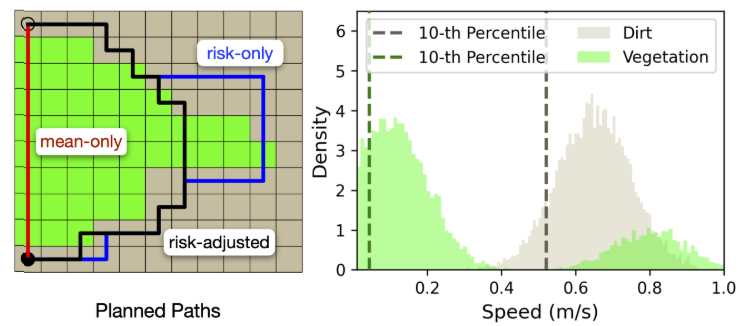 risk-only
mean-only
risk-adjusted
Planned Paths
10-th Percentile
10-th Percentile
Dirt
Vegetation
Density
6
5
4
3
2
1
0
0.2
0.4
0.6
0.8
1.0
Speed (m/s)